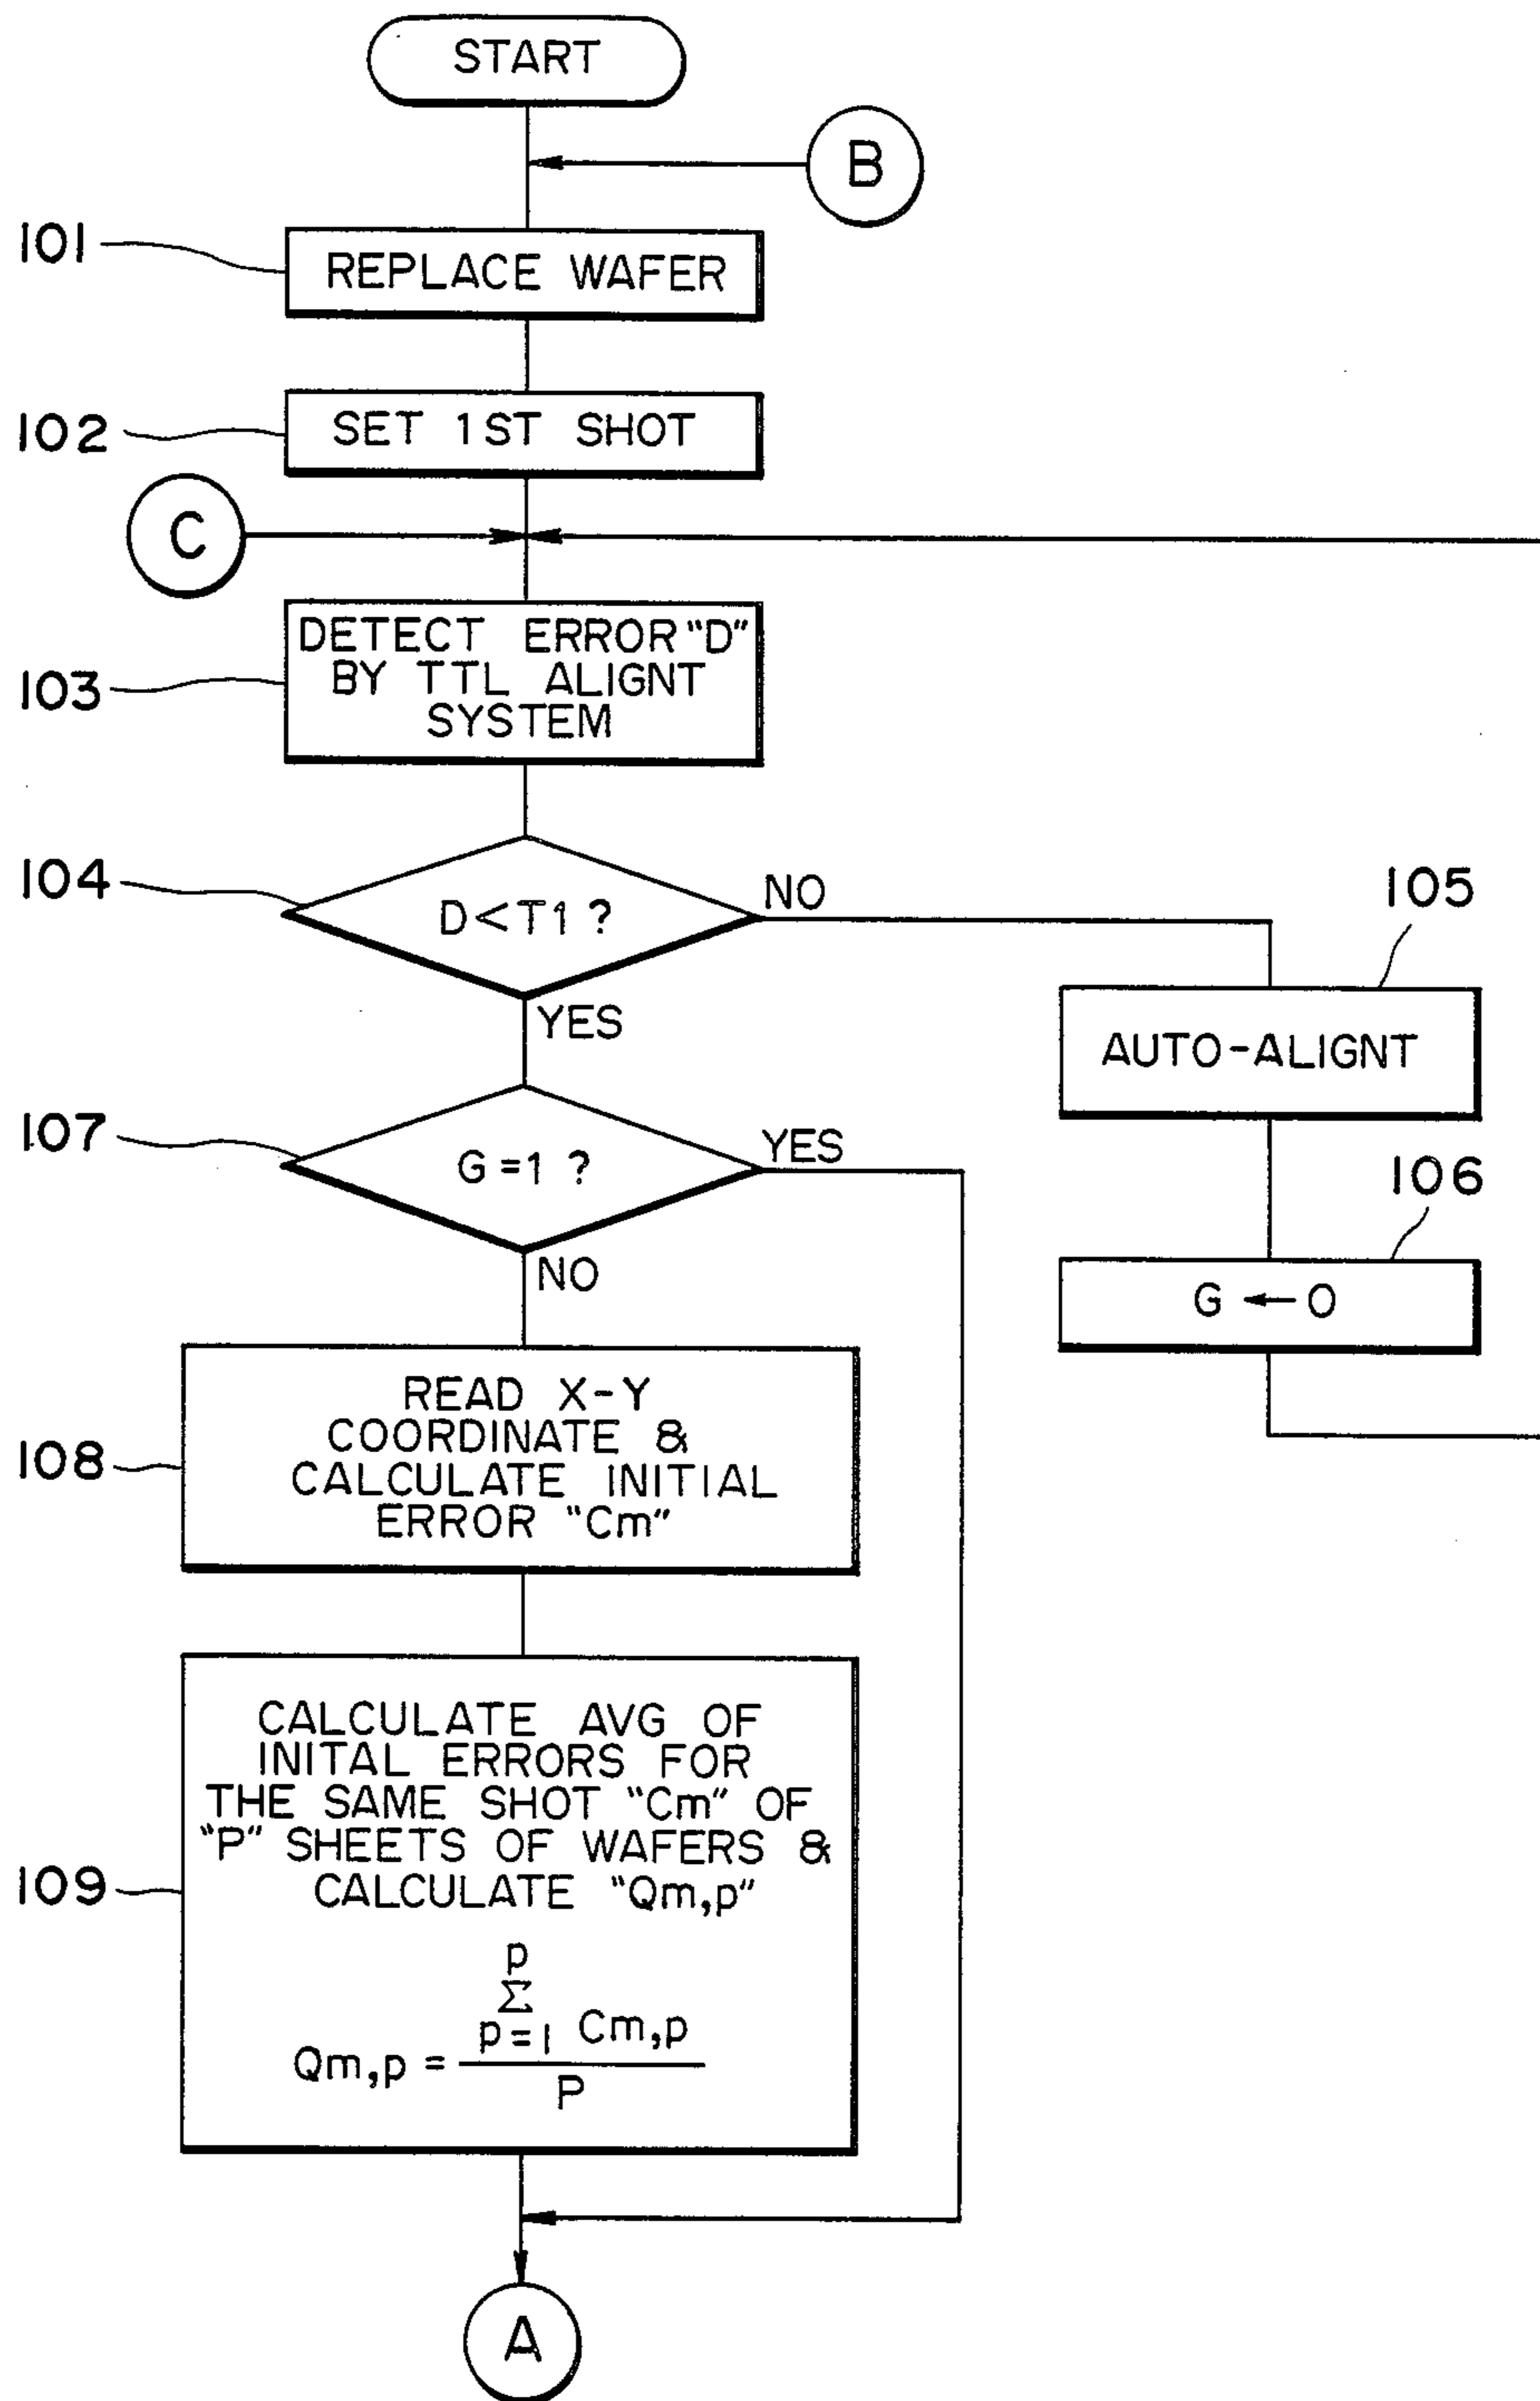 START
B
101
REPLACE WAFER
102
SET 1ST SHOT
C
DETECT ERROR "D"
BY TTL ALIGNT
SYSTEM
103
104
D<T1 ?
NO
YES
105
AUTO-ALIGNT
107
G=1 ?
YES
NO
106
G ← 0
READ X-Y
COORDINATE &
CALCULATE INITIAL
ERROR "Cm"
108
CALCULATE AVG OF
INITAL ERRORS FOR
THE SAME SHOT "Cm" OF
"P" SHEETS OF WAFERS &
CALCULATE "Qm,p"
109
p
Σ
p=1 Cm,p
Qm,p =
P
A